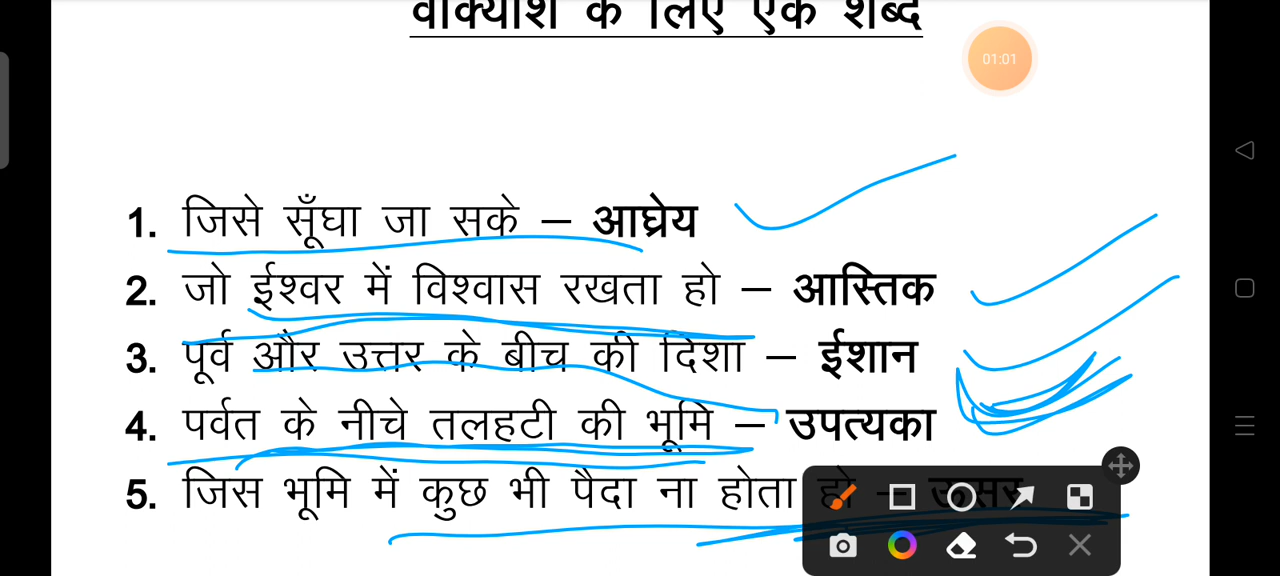 वाक्यांश के लिए एक शब्द
01:01
1. जिसे सूँघा जा सके – आघ्रेय
2. जो ईश्वर में विश्वास रखता हो – आस्तिक
3. पूर्व और उत्तर के बीच की दिशा – ईशान
4. पर्वत के नीचे तलहटी की भूमि – उपत्यका
5. जिस भूमि में कुछ भी पैदा ना होता हो – ऊसर